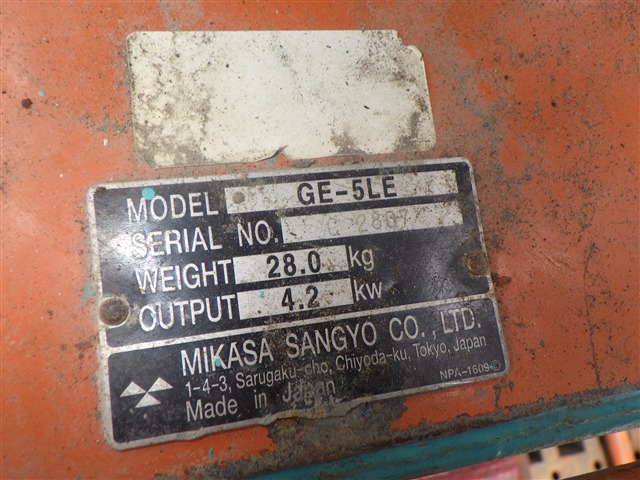 MODEL GE-5LE
SERIAL NO.
WEIGHT 28.0 kg
OUTPUT 4.2 kw
MIKASA SANGYO CO., LTD.
1-4-3, Sarugaku-cho, Chiyoda-ku, Tokyo, Japan
Made in Japan
NPA-1609